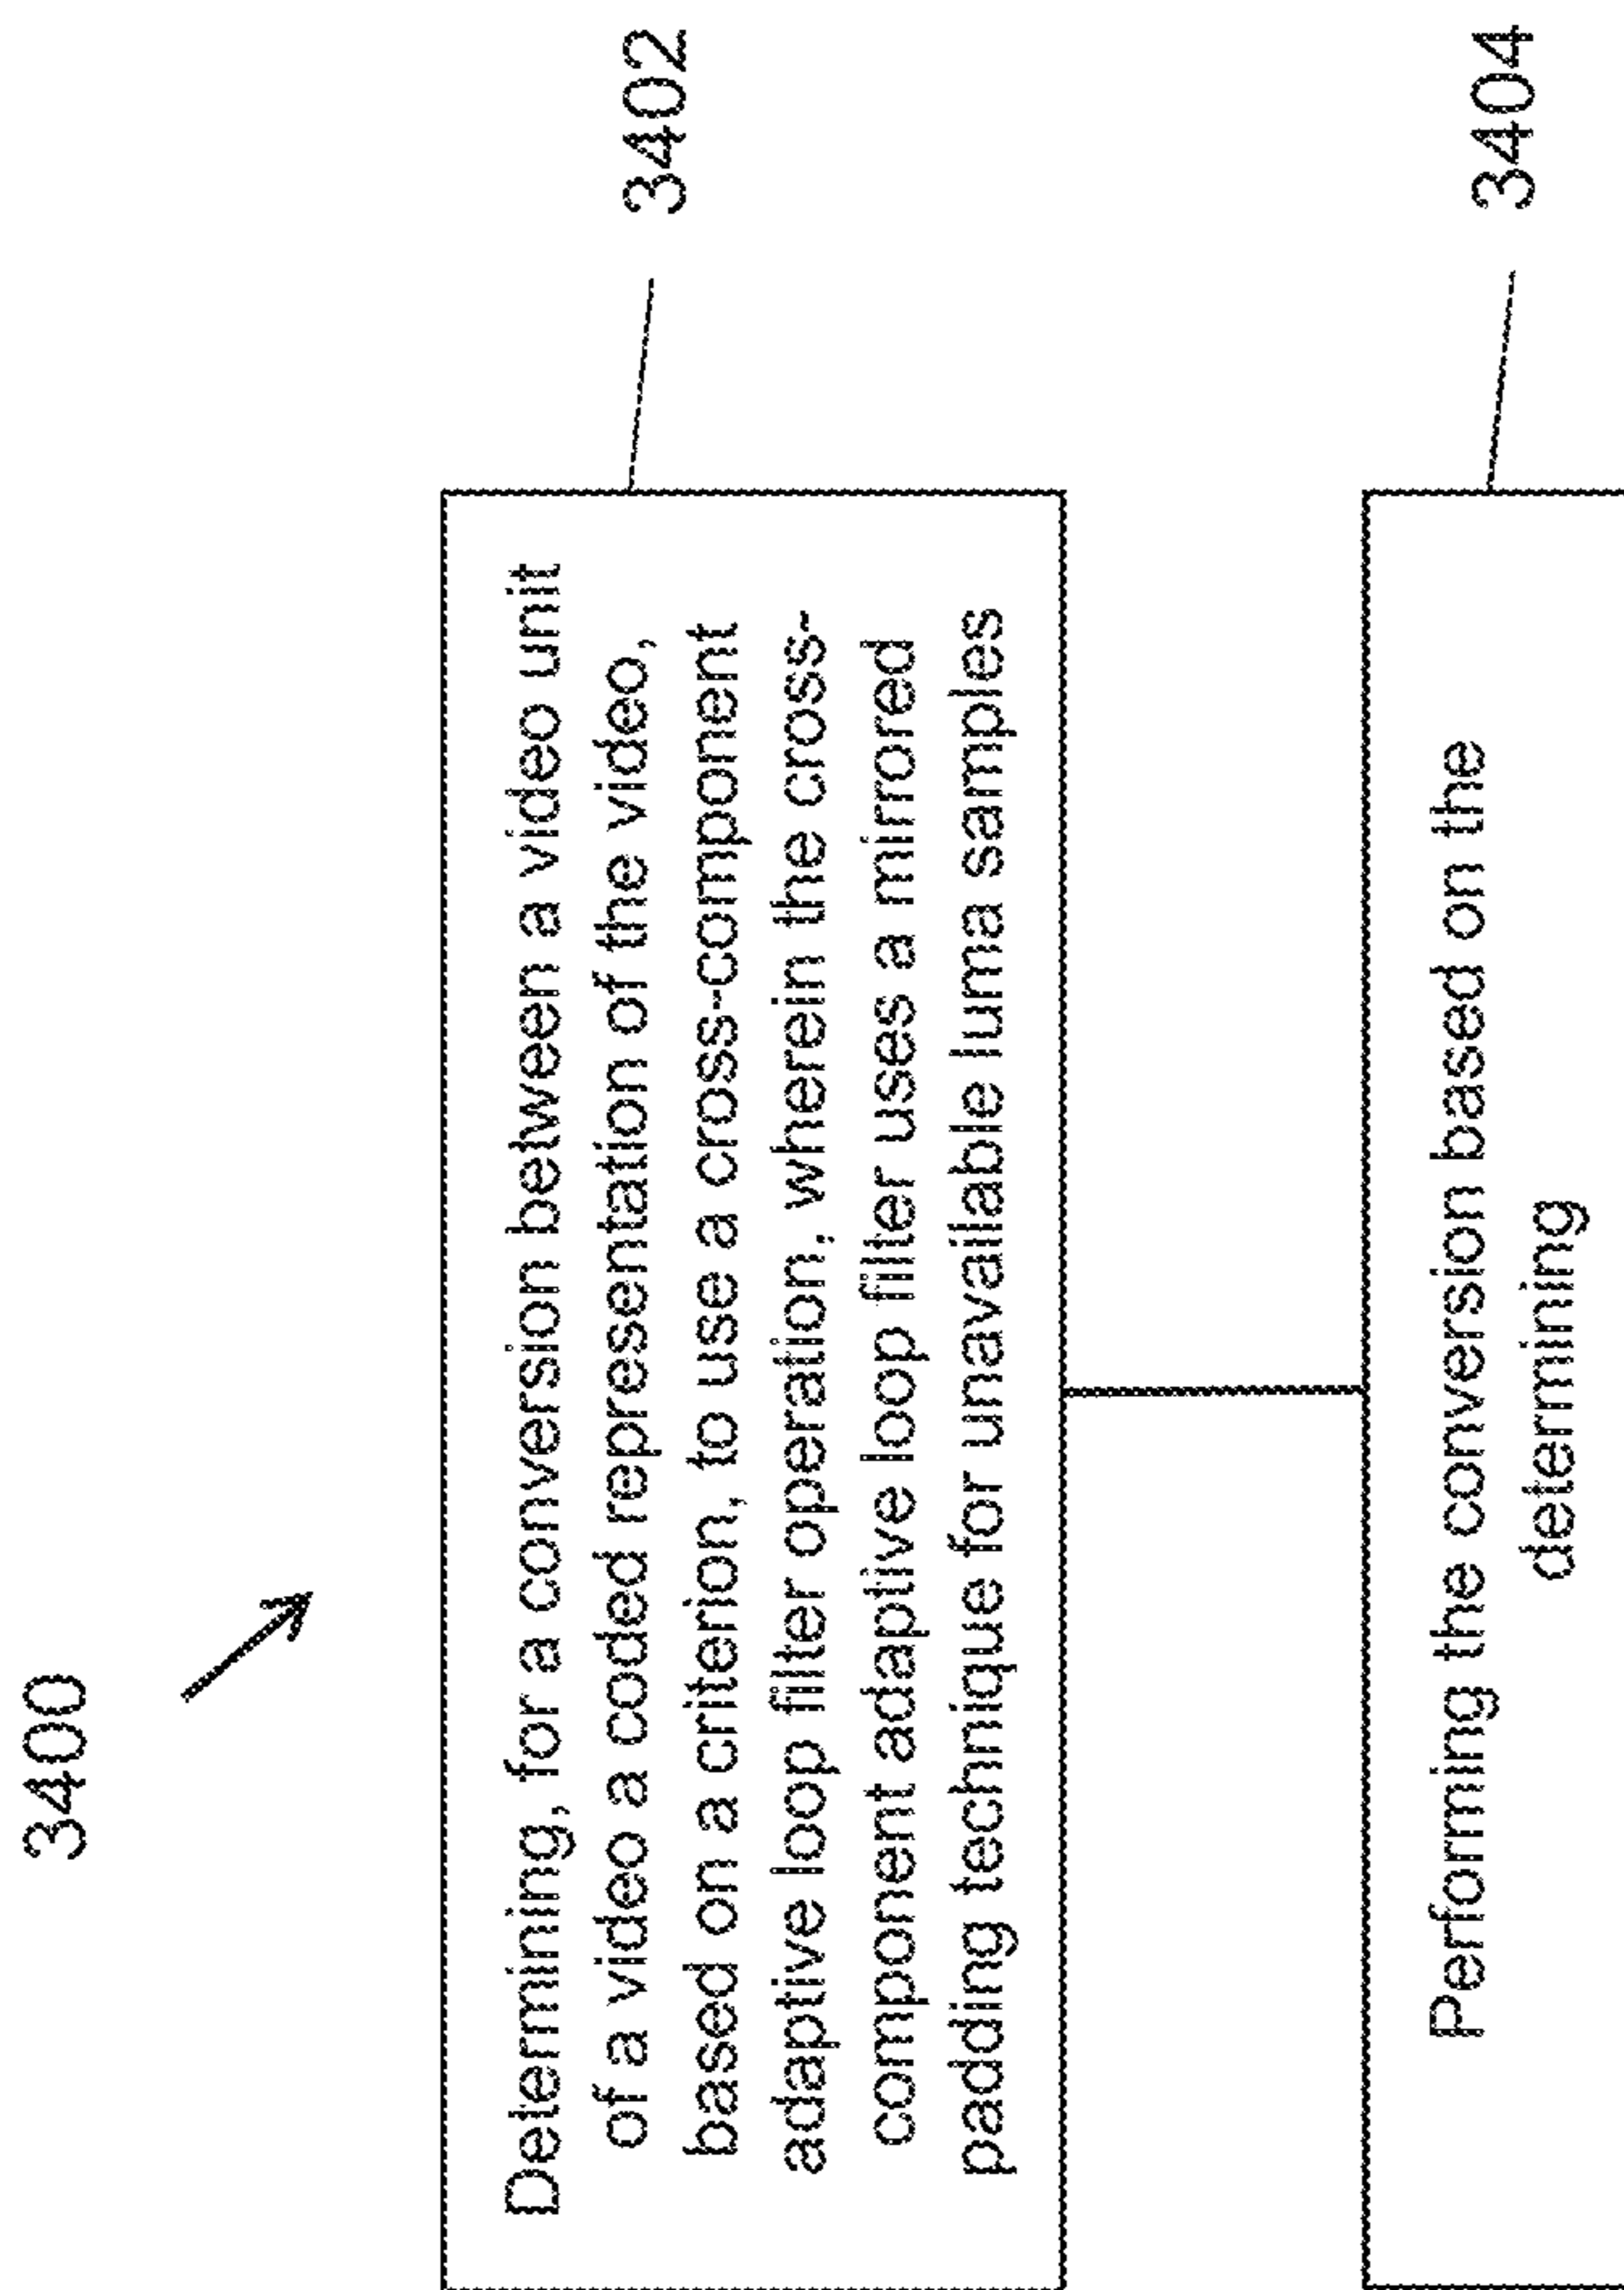 3400
Determining, for a conversion between a video unit
of a video a coded representation of the video,
based on a criterion, to use a cross-component
adaptive loop filter operation, wherein the cross-
component adaptive loop filter uses a mirrored
padding technique for unavailable luma samples
3402
Performing the conversion based on the
determining
3404